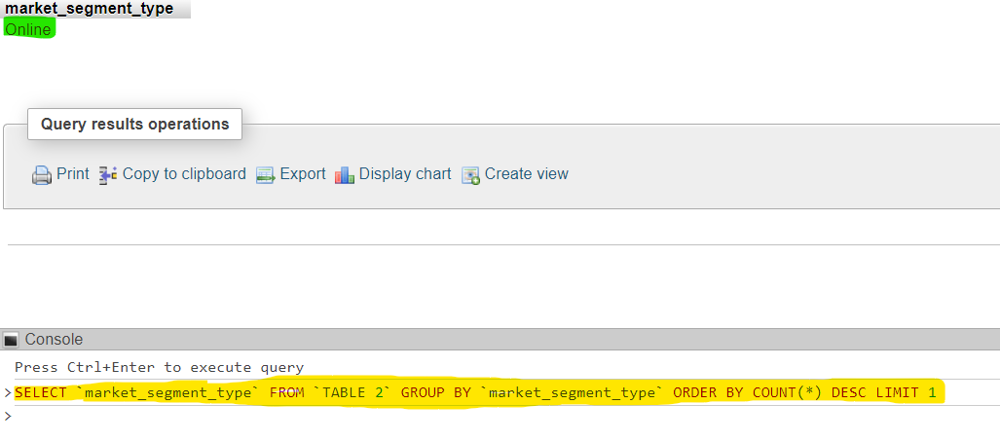 market_segment_type
Online
Query results operations
Print Copy to clipboard Export Display chart Create view
Console
Press Ctrl+Enter to execute query
>SELECT `market_segment_type` FROM `TABLE 2` GROUP BY `market_segment_type` ORDER BY COUNT(*) DESC LIMIT 1
>